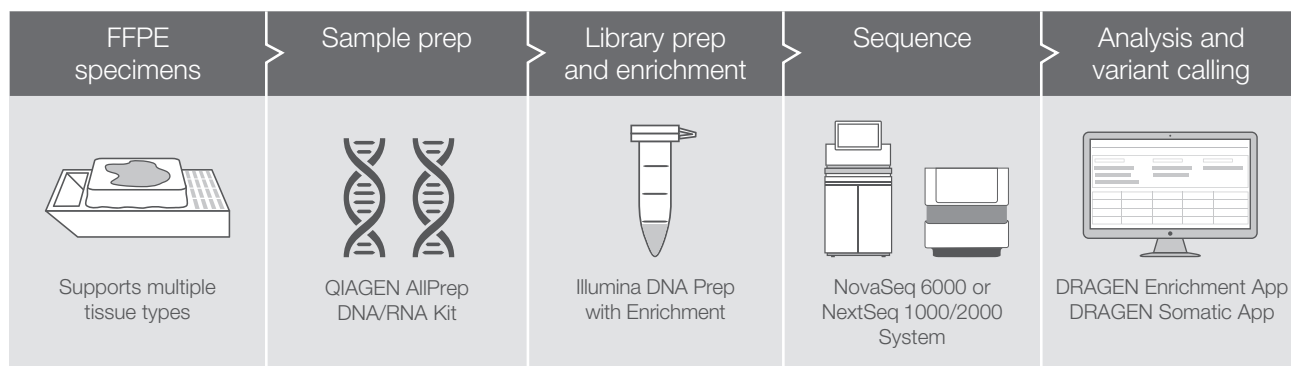 FFPE
specimens
Sample prep
Library prep
and enrichment
Sequence
Analysis and
variant calling
Supports multiple
tissue types
QIAGEN AllPrep
DNA/RNA Kit
Illumina DNA Prep
with Enrichment
NovaSeq 6000 or
NextSeq 1000/2000
System
DRAGEN Enrichment App
DRAGEN Somatic App